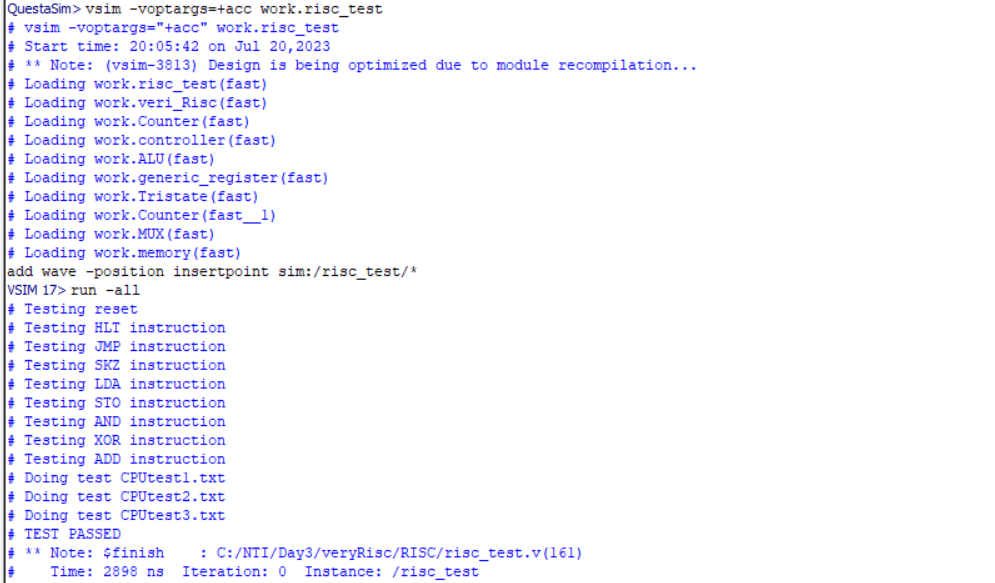 QuestaSim> vsim -voptargs=+acc work.risc_test
# vsim -voptargs="+acc" work.risc_test
# Start time: 20:05:42 on Jul 20,2023
# ** Note: (vsim-3813) Design is being optimized due to module recompilation...
# Loading work.risc_test(fast)
# Loading work.veri_Risc(fast)
# Loading work.Counter(fast)
# Loading work.controller(fast)
# Loading work.ALU(fast)
# Loading work.generic_register(fast)
# Loading work.Tristate(fast)
# Loading work.Counter(fast__1)
# Loading work.MUX(fast)
# Loading work.memory(fast)
add wave -position insertpoint sim:/risc_test/*
VSIM 17> run -all
# Testing reset
# Testing HLT instruction
# Testing JMP instruction
# Testing SKZ instruction
# Testing LDA instruction
# Testing STO instruction
# Testing AND instruction
# Testing XOR instruction
# Testing ADD instruction
# Doing test CPUtest1.txt
# Doing test CPUtest2.txt
# Doing test CPUtest3.txt
# TEST PASSED
# ** Note: $finish    : C:/NTI/Day3/veryRisc/RISC/risc_test.v(161)
#    Time: 2898 ns  Iteration: 0  Instance: /risc_test